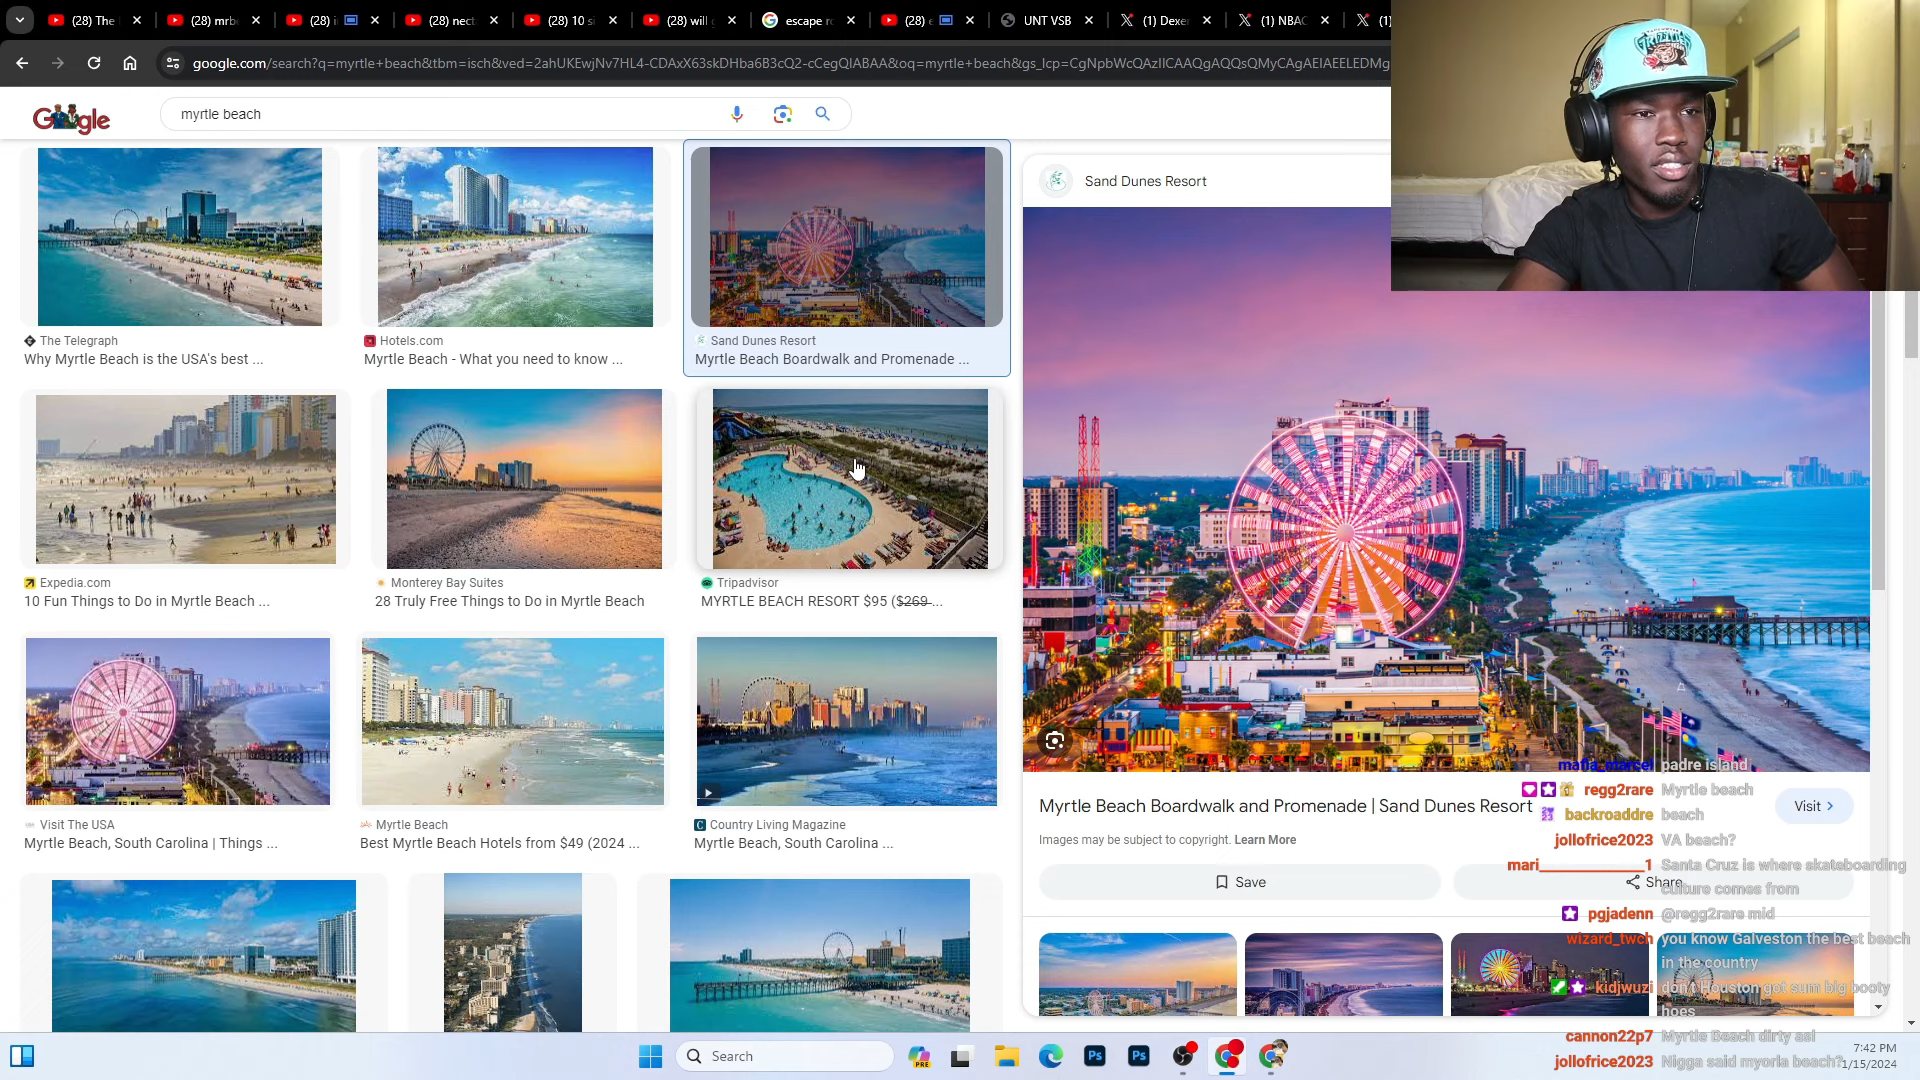 (28) The
(28) mrb
(28) i
(28) nect
(28) 10 s
(28) will
escape r
(28)
UNT VSB
(1) Dexe
(1) NBA
(1)
google.com/search?q=myrtle+beach&tbm=isch&ved=2ahUKEwjNv7HL4-CDAxX63skDHba6B3cQ2-cCegQIABAA&oq=myrtle+beach&gs_lcp=CgNpbWcQAzIICAAQgAQQsQMyCAgAEIAEELEDMg
Google
myrtle beach
Sand Dunes Resort
The Telegraph
Why Myrtle Beach is the USA's best ...
Hotels.com
Myrtle Beach - What you need to know ...
Sand Dunes Resort
Myrtle Beach Boardwalk and Promenade ...
Expedia.com
10 Fun Things to Do in Myrtle Beach ...
Monterey Bay Suites
28 Truly Free Things to Do in Myrtle Beach
Tripadvisor
MYRTLE BEACH RESORT $95 ($269 ...
Visit The USA
Myrtle Beach, South Carolina | Things ...
Myrtle Beach
Best Myrtle Beach Hotels from $49 (2024 ...
Country Living Magazine
Myrtle Beach, South Carolina ...
Myrtle Beach Boardwalk and Promenade | Sand Dunes Resort
Visit
Images may be subject to copyright. Learn More
Save
Share
mafia_marcel padre island
regg2rare Myrtle beach
backroaddre beach
jollofrice2023 VA beach?
Santa Cruz is where skateboarding
culture comes from
pgjadenn @regg2rare mid
wizard_twch you know Galveston the best beach
in the country
kidjwuzi don't Houston got sum big booty
hoes
cannon22p7 Myrtle Beach dirty asl
jollofrice2023 Nigga said myorla beach?
Search
PRE
Ps
Ps
7:42 PM
1/15/2024